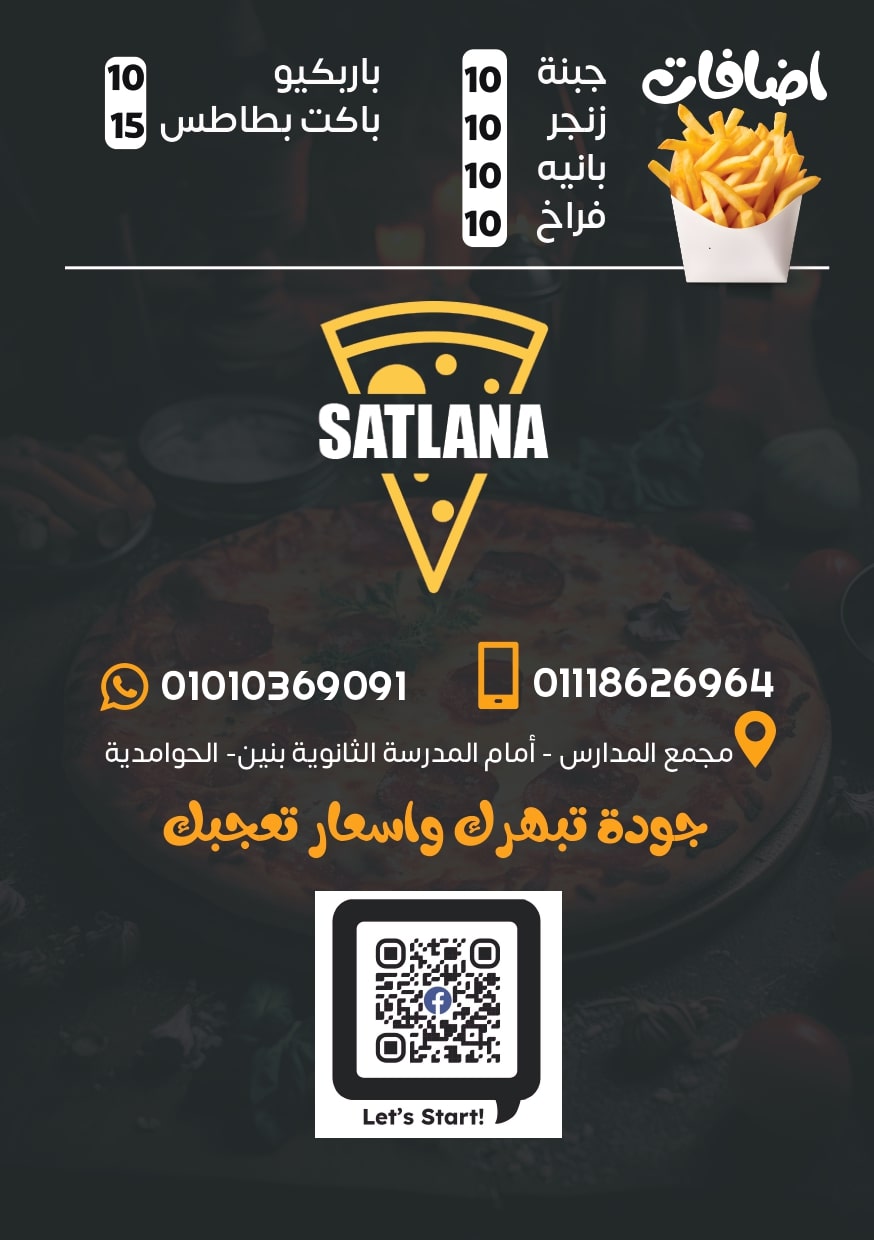 اضافات
جبنة 10
زنجر 10
بانيه 10
فراخ 10
باربكيو 10
باكت بطاطس 15
SATLANA
01118626964
01010369091
مجمع المدارس - أمام المدرسة الثانوية بنين- الحوامدية
جودة تبهرك واسعار تعجبك
Let's Start!